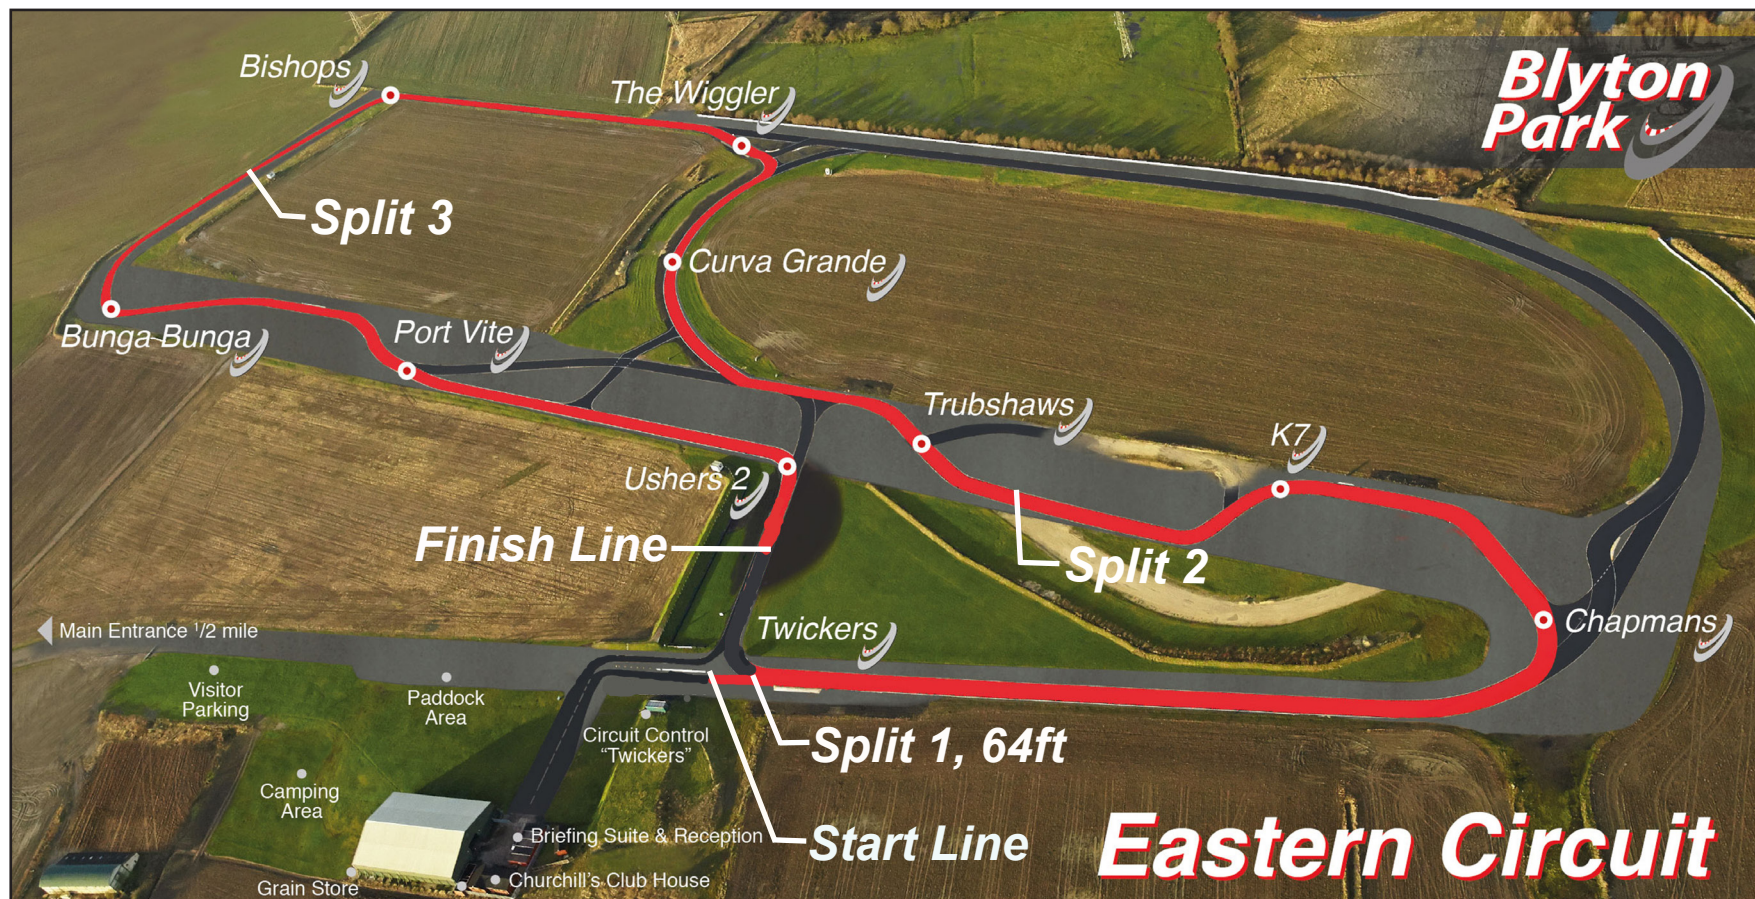 Bishops
The Wiggler
Blyton
Park
Split 3
Curva Grande
Bunga Bunga
Port Vite
Trubshaws
K7
Ushers 2
Finish Line
Split 2
Main Entrance 1/2 mile
Twickers
Chapmans
Visitor
Parking
Paddock
Area
Circuit Control
“Twickers”
Split 1, 64ft
Camping
Area
Briefing Suite & Reception
Start Line
Eastern Circuit
Grain Store
Churchill's Club House